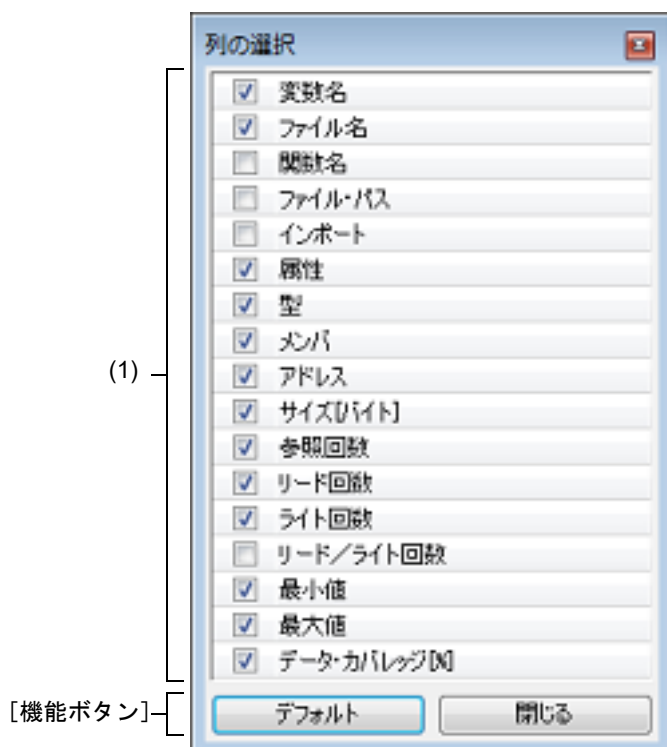 列の選択
変数名
ファイル名
関数名
ファイル・パス
インポート
属性
型
メンバ
(1)
アドレス
サイズ[バイト]
参照回数
リード回数
ライト回数
リード／ライト回数
最小値
最大値
データ・カバレッジ[%]
[機能ボタン]
デフォルト
閉じる